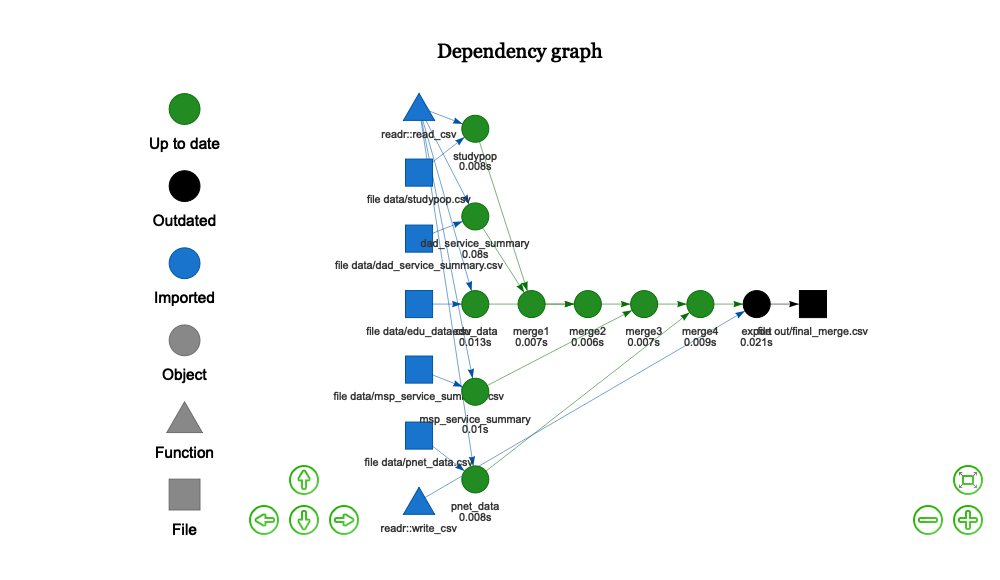 Dependency graph
Up to date
Outdated
Imported
Object
Function
File
readr::read_csv
studypop
0.008s
file data/studypop.csv
dad_service_summary
0.08s
file data/dad_service_summary.csv
file data/edu_data.csv
edu_data
0.013s
merge1
0.007s
merge2
0.006s
merge3
0.007s
merge4
0.009s
export
0.021s
file out/final_merge.csv
file data/msp_service_summary.csv
msp_service_summary
0.01s
file data/pnet_data.csv
pnet_data
0.008s
readr::write_csv